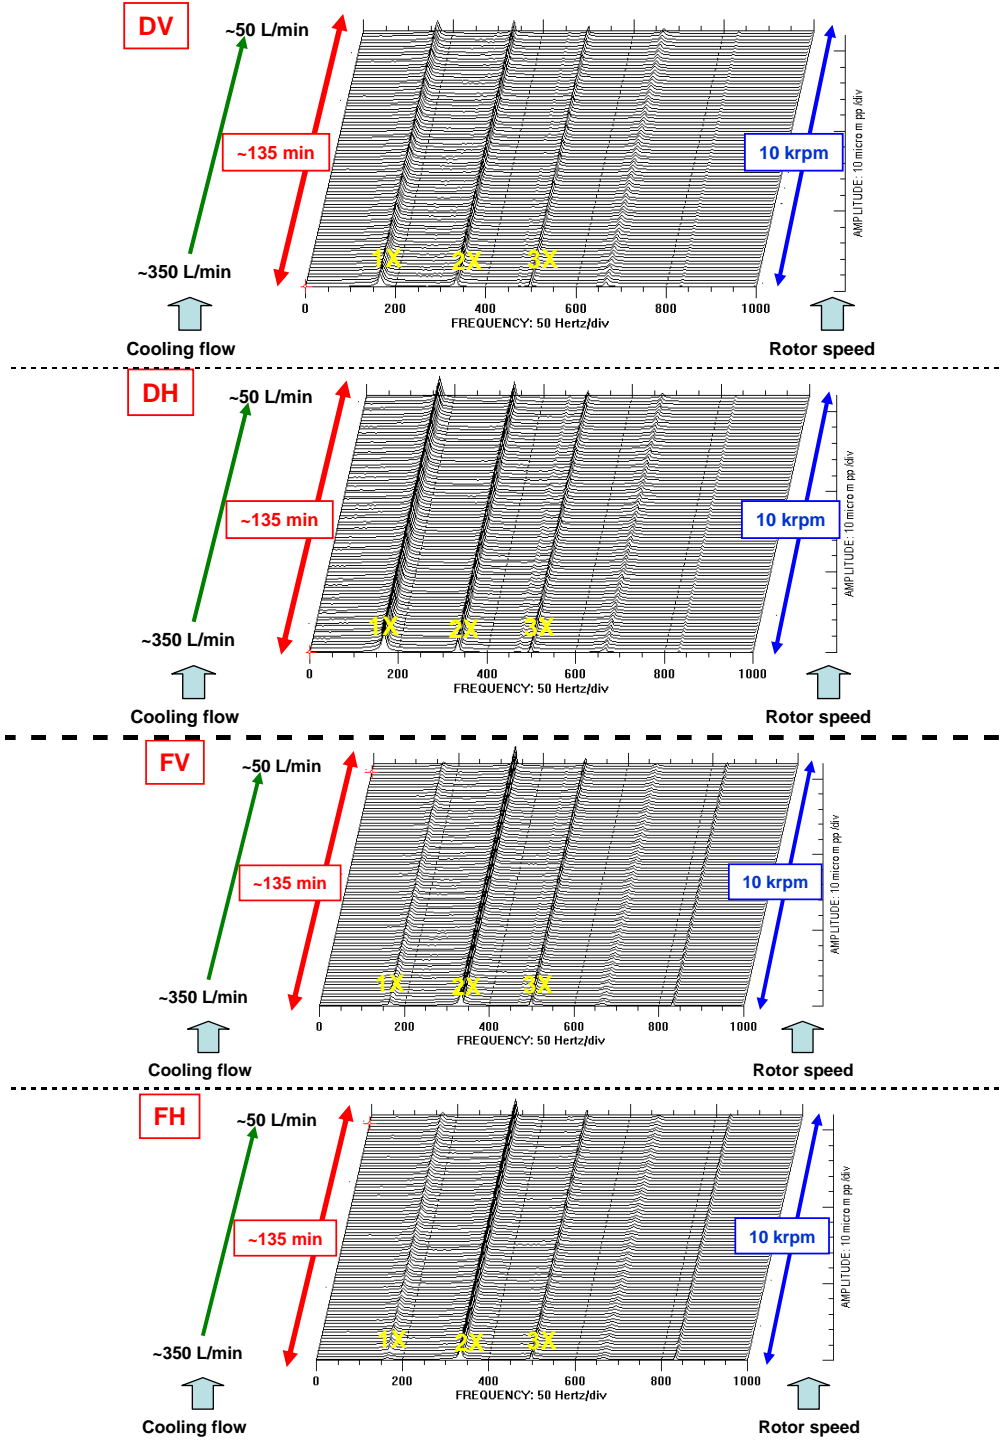 DV
~50 L/min
~135 min
10 krpm
AMPLITUDE: 10 micro m pp/div
1X
2X
3X
~350 L/min
0
200
400
600
800
1000
FREQUENCY: 50 Hertz/div
Cooling flow
Rotor speed
DH
~50 L/min
~135 min
10 krpm
AMPLITUDE: 10 micro m pp/div
1X
2X
3X
~350 L/min
0
200
400
600
800
1000
FREQUENCY: 50 Hertz/div
Cooling flow
Rotor speed
FV
~50 L/min
~135 min
10 krpm
AMPLITUDE: 10 micro m pp/div
1X
2X
3X
~350 L/min
0
200
400
600
800
1000
FREQUENCY: 50 Hertz/div
Cooling flow
Rotor speed
FH
~50 L/min
~135 min
10 krpm
AMPLITUDE: 10 micro m pp/div
1X
2X
3X
~350 L/min
0
200
400
600
800
1000
FREQUENCY: 50 Hertz/div
Cooling flow
Rotor speed